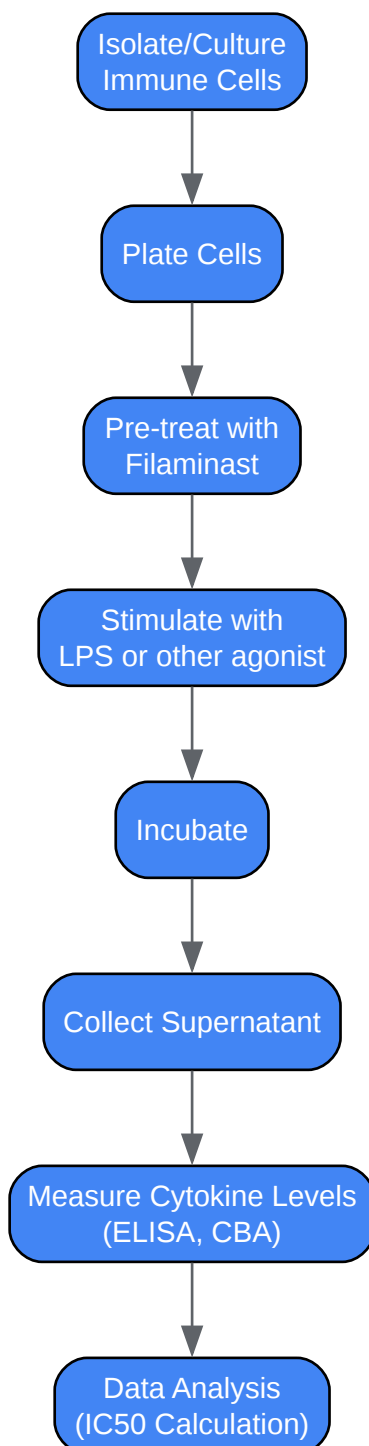 Isolate/Culture
Immune Cells
Plate Cells
Pre-treat with
Filaminast
Stimulate with
LPS or other agonist
Incubate
Collect Supernatant
Measure Cytokine Levels
(ELISA, CBA)
Data Analysis
(IC50 Calculation)